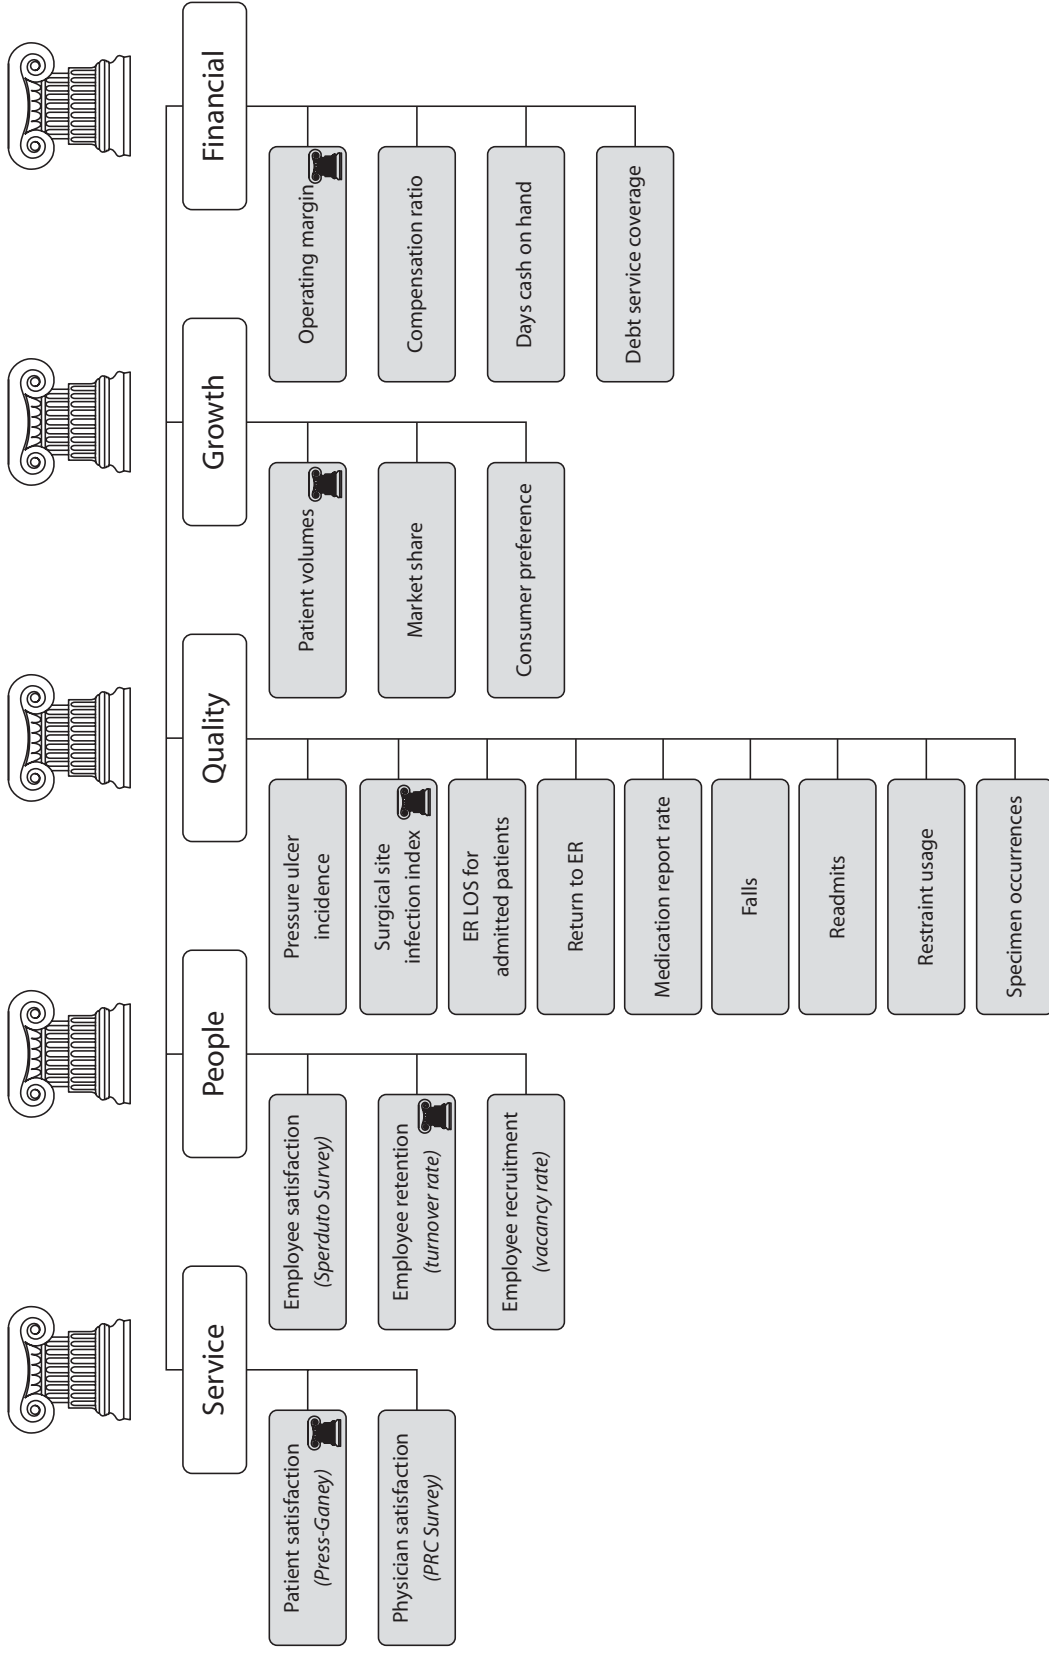 Service
Patient satisfaction
(Press-Ganey)
Physician satisfaction
(PRC Survey)
People
Employee satisfaction
(Sperduto Survey)
Employee retention
(turnover rate)
Employee recruitment
(vacancy rate)
Quality
Pressure ulcer
incidence
Surgical site
infection index
ER LOS for
admitted patients
Return to ER
Medication report rate
Falls
Readmits
Restraint usage
Specimen occurrences
Growth
Patient volumes
Market share
Consumer preference
Financial
Operating margin
Compensation ratio
Days cash on hand
Debt service coverage